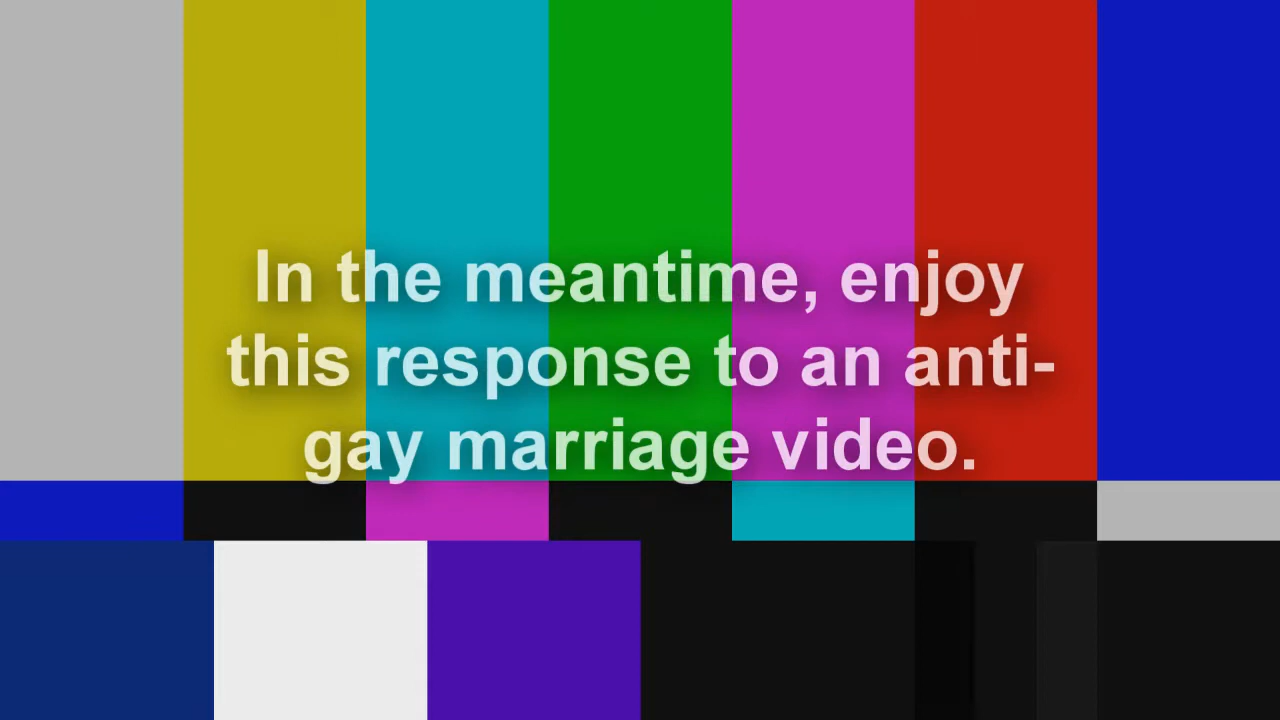 In the meantime, enjoy
this response to an anti-
gay marriage video.